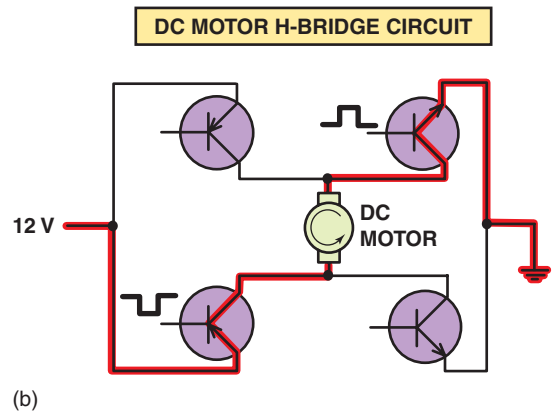 DC MOTOR H-BRIDGE CIRCUIT
12 V
DC
MOTOR
(b)